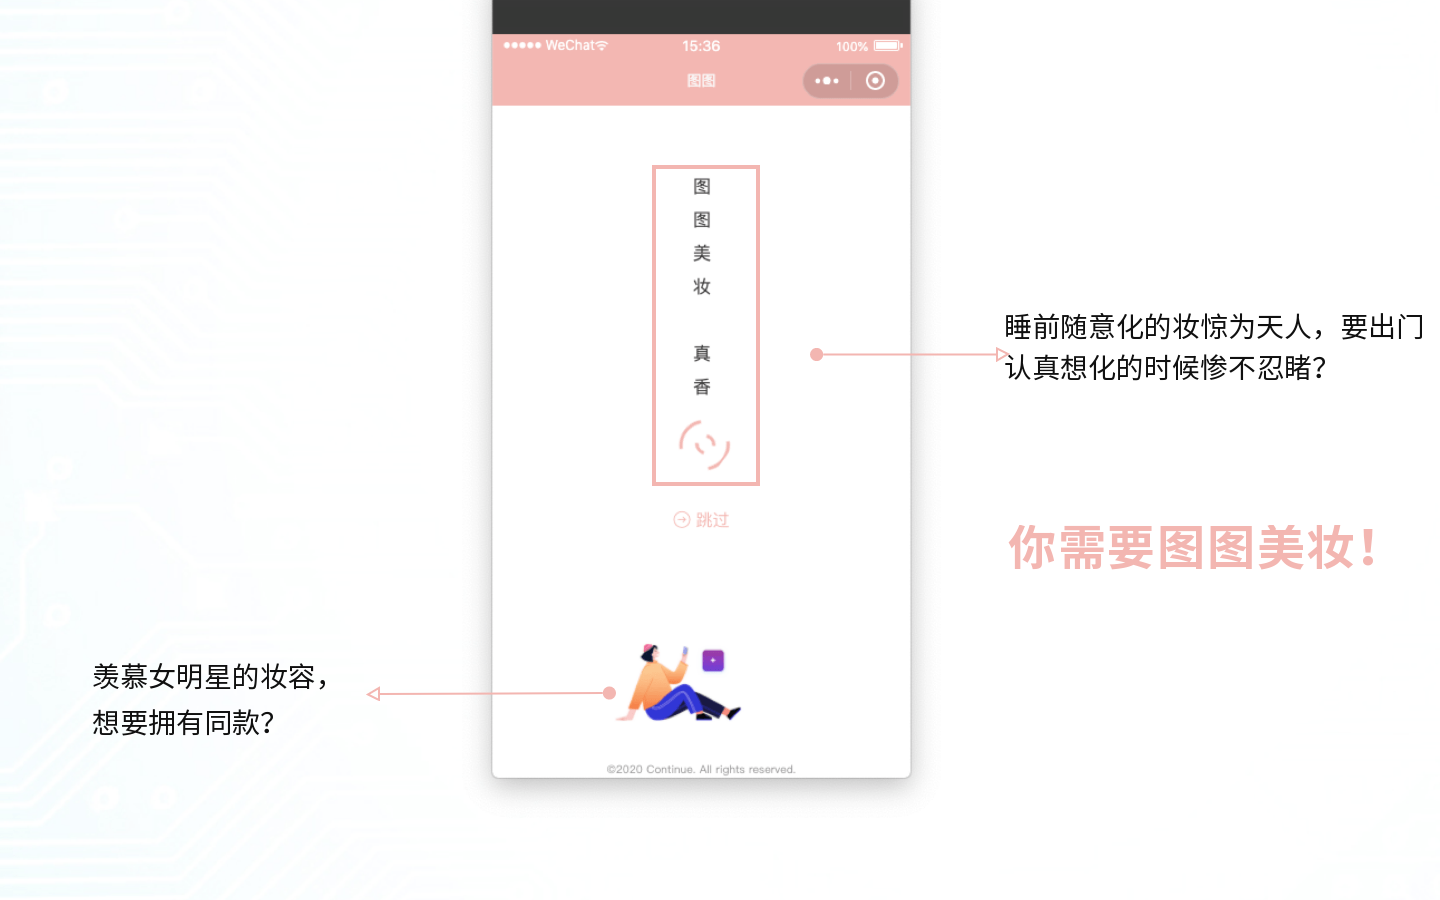 WeChat
15:36
100%
图图
图
图
美
妆
真
香
跳过
睡前随意化的妆惊为天人，要出门
认真想化的时候惨不忍睹？
你需要图图美妆！
羡慕女明星的妆容，
想要拥有同款？
©2020 Continue. All rights reserved.